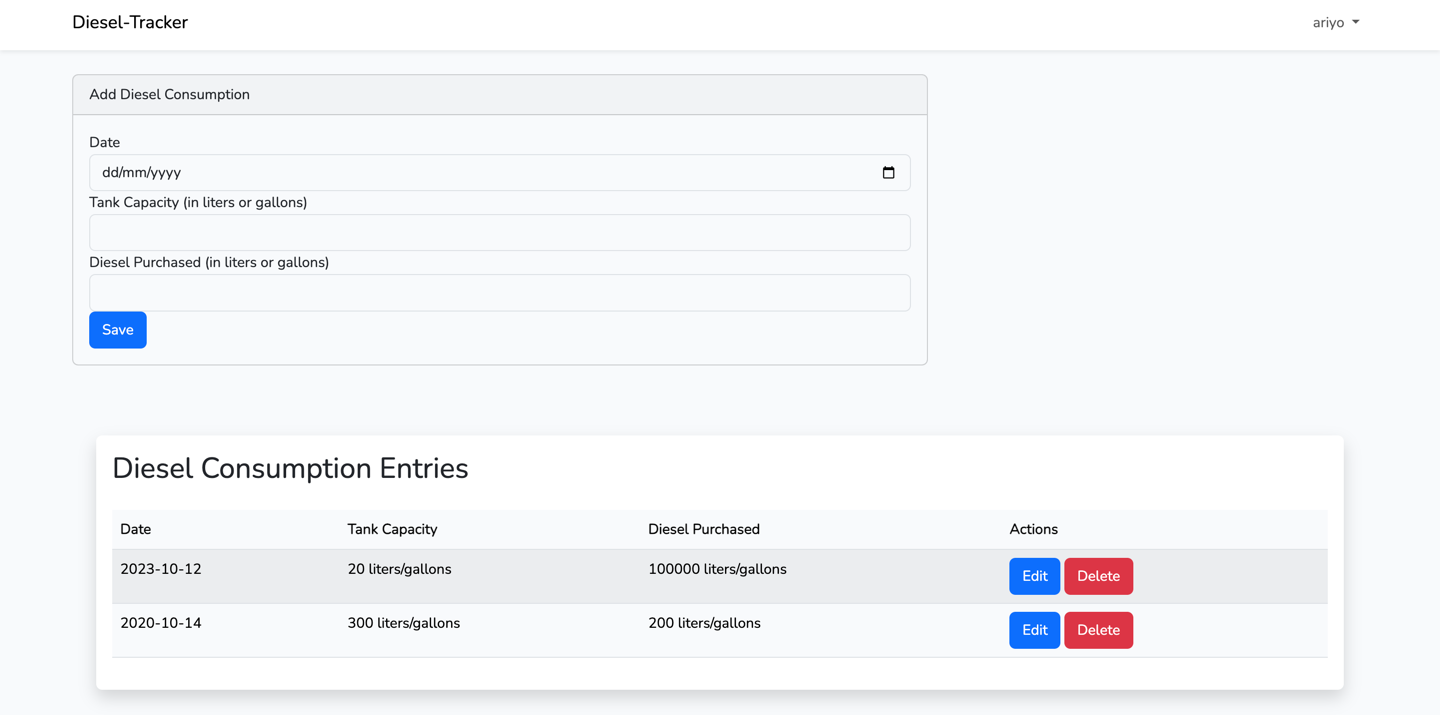 Diesel-Tracker ariyo
Add Diesel Consumption
Date
dd/mm/yyyy
Tank Capacity (in liters or gallons)
Diesel Purchased (in liters or gallons)
Save
Diesel Consumption Entries
Date Tank Capacity Diesel Purchased Actions
2023-10-12 20 liters/gallons 100000 liters/gallons Edit Delete
2020-10-14 300 liters/gallons 200 liters/gallons Edit Delete